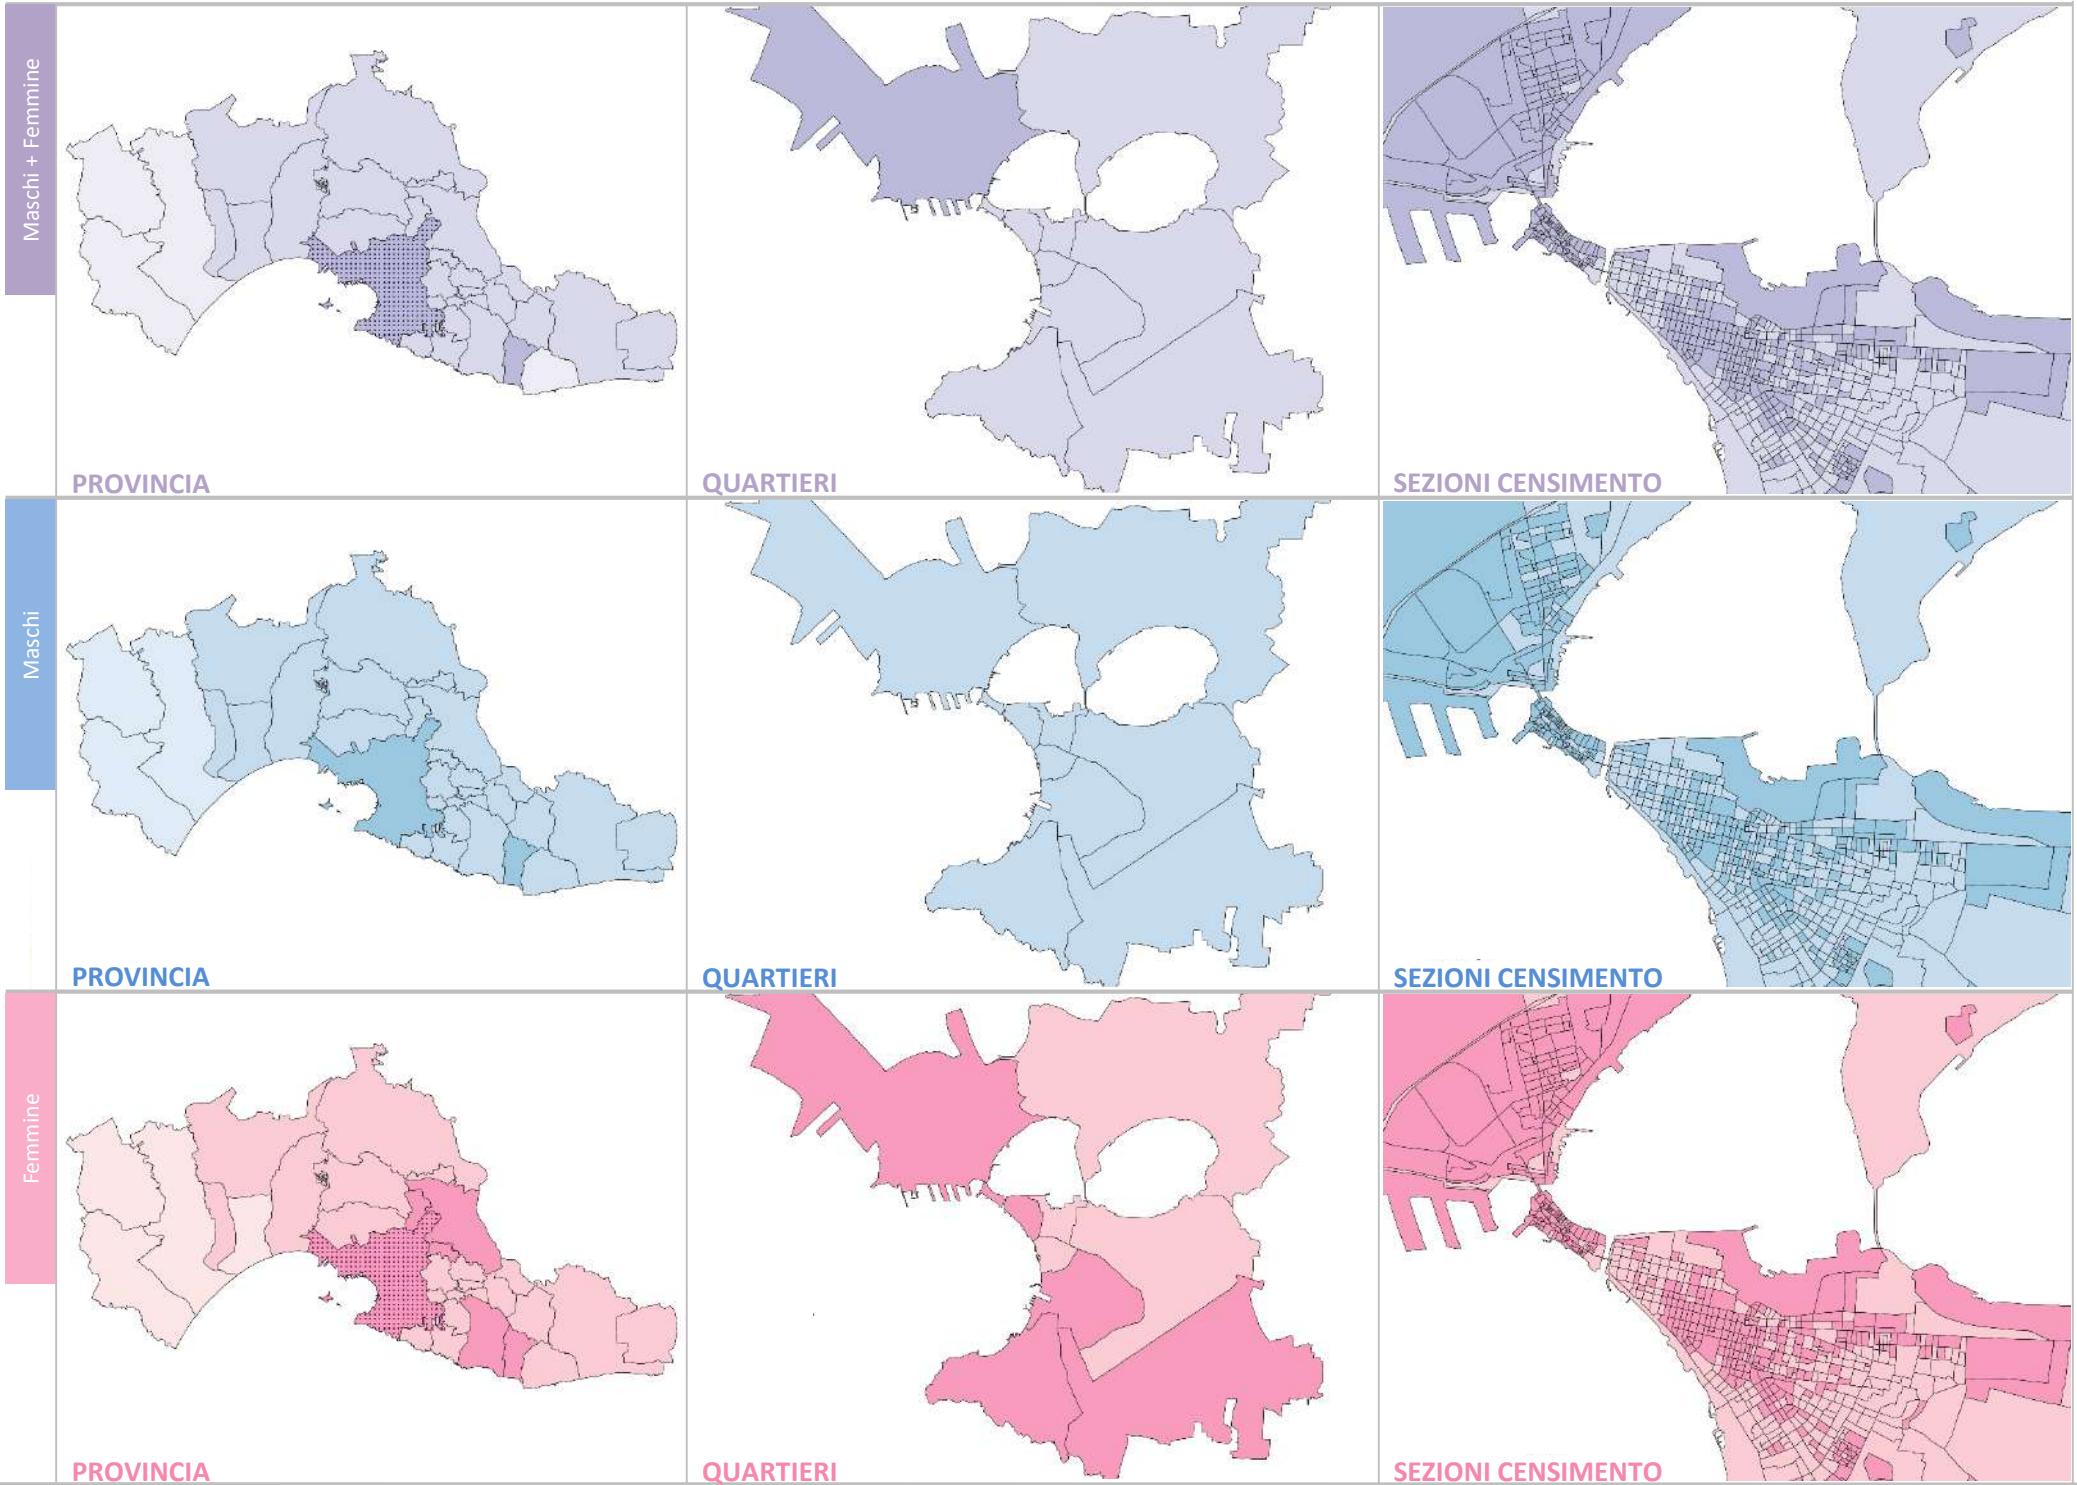 Maschi + Femmine
PROVINCIA
QUARTIERI
SEZIONI CENSIMENTO
Maschi
PROVINCIA
QUARTIERI
SEZIONI CENSIMENTO
Femmine
PROVINCIA
QUARTIERI
SEZIONI CENSIMENTO